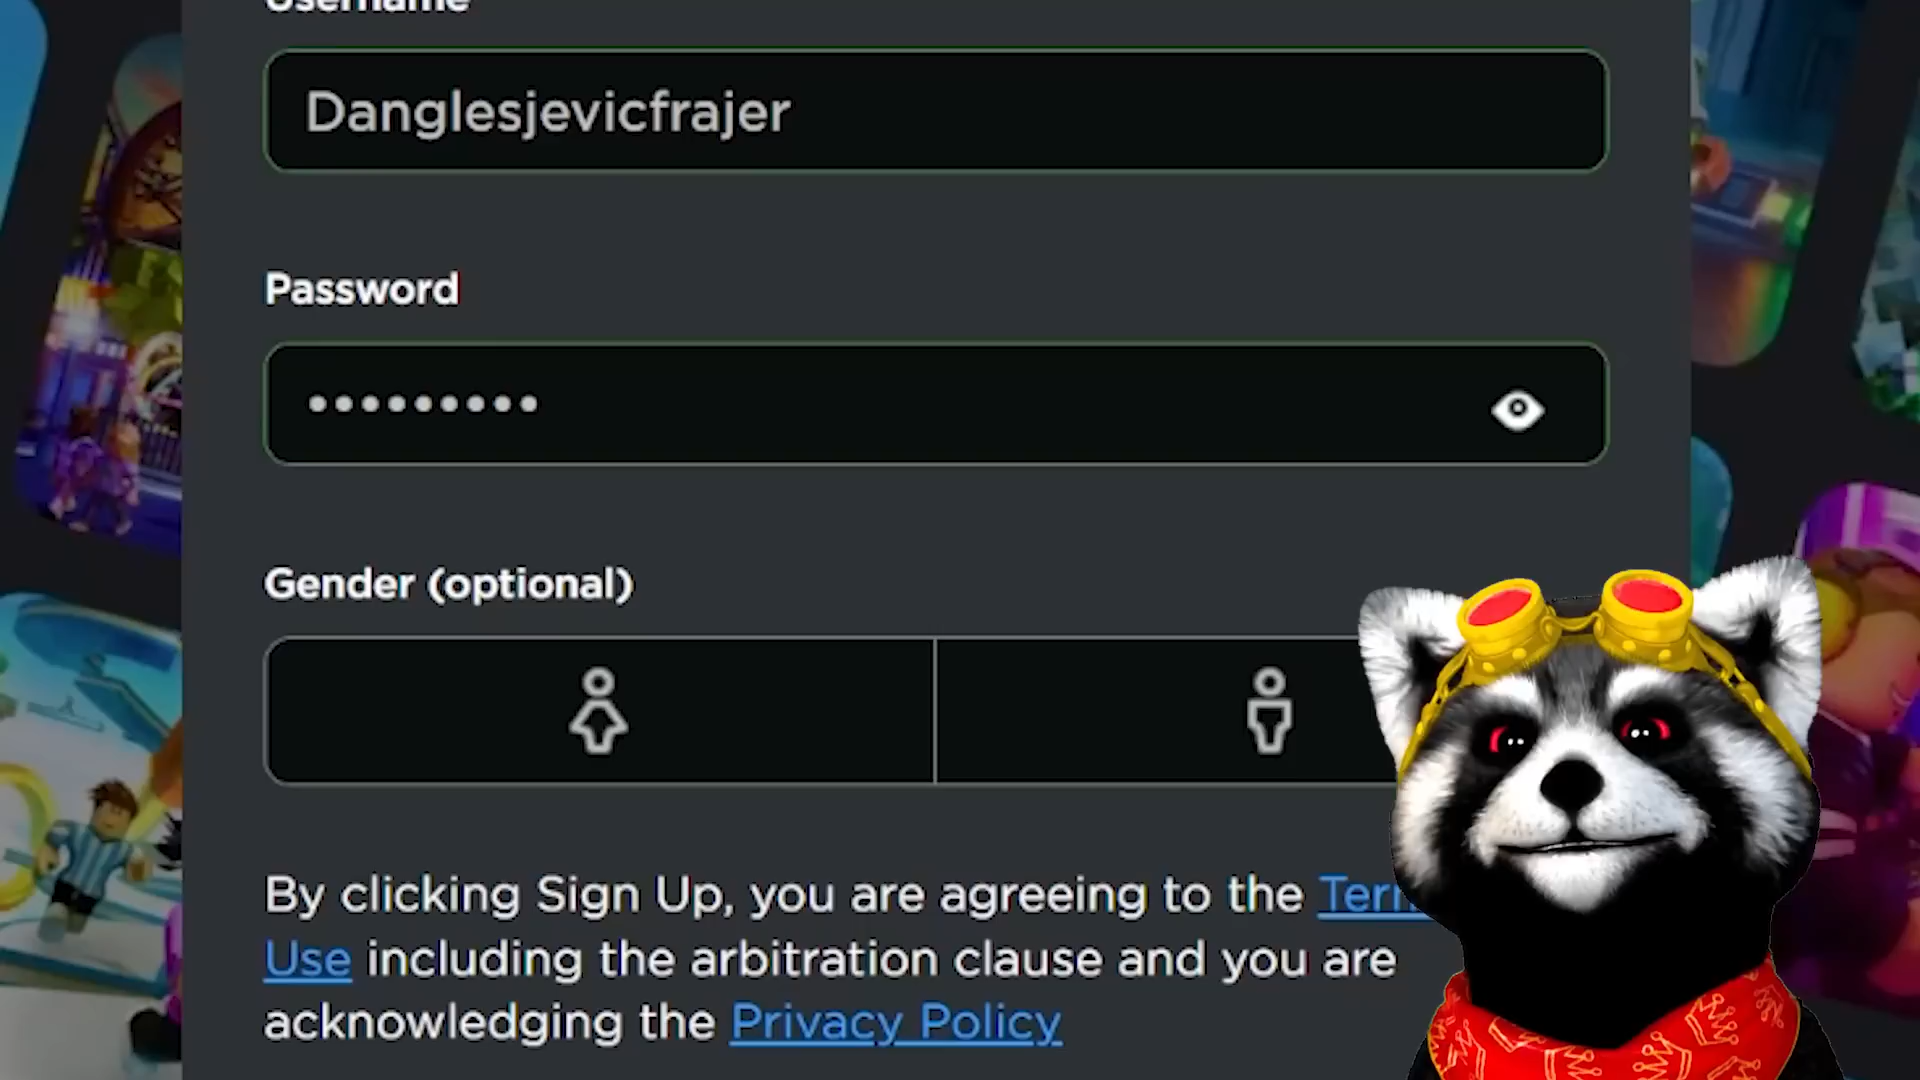 Username
Danglesjevicfrajer
Password
•••••••••
Gender (optional)
By clicking Sign Up, you are agreeing to the
Use including the arbitration clause and you are
acknowledging the Privacy Policy